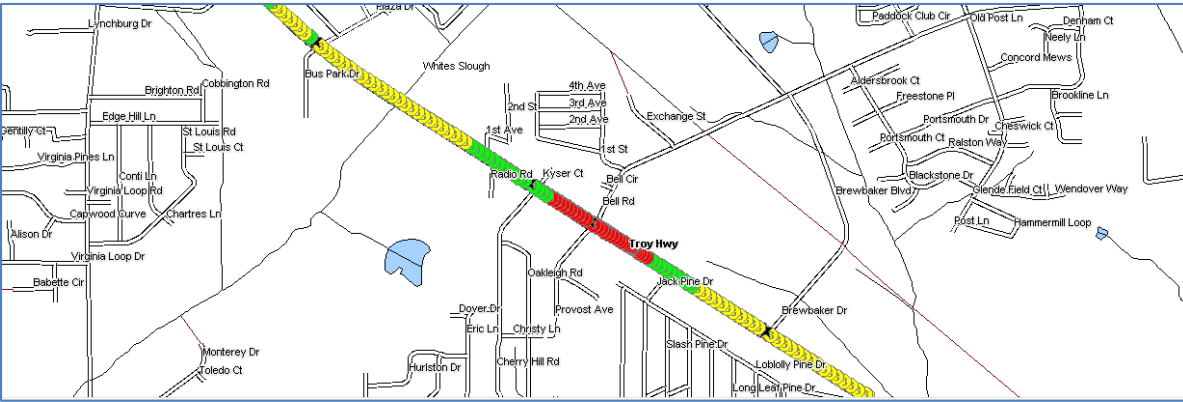 Plaza Dr
Lynchburg Dr
Paddock Club Cir
Old Post Ln
Denham Ct
Neely Ln
Concord Mews
Whites Slough
Bus Park Dr
Aldersbrook Ct
Cobbington Rd
Brighton Rd
4th Ave
3rd Ave
2nd St
2nd Ave
Freestone Pl
Brookline Ln
Edge Hill Ln
Exchange St
Portsmouth Dr
Cheswick Ct
Gentilly Ct
St Louis Rd
1st Ave
Portsmouth Ct
Ralston Way
St Louis Ct
1st St
Virginia Pines Ln
Conti Ln
Radio Rd
Kyser Ct
Bell Cir
Blackstone Dr
Virginia Loop Rd
Brewbaker Blvd
Glende Field Ct
Wendover Way
Bell Rd
Capwood Curve
Chartres Ln
Post Ln
Hammermill Loop
Alison Dr
Troy Hwy
Virginia Loop Dr
Oakleigh Rd
Babette Cir
Jack Pine Dr
Dover Dr
Provost Ave
Brewbaker Dr
Eric Ln
Christy Ln
Slash Pine Dr
Monterey Dr
Cherry Hill Rd
Loblolly Pine Dr
Toledo Ct
Hurlston Dr
Long Leaf Pine Dr